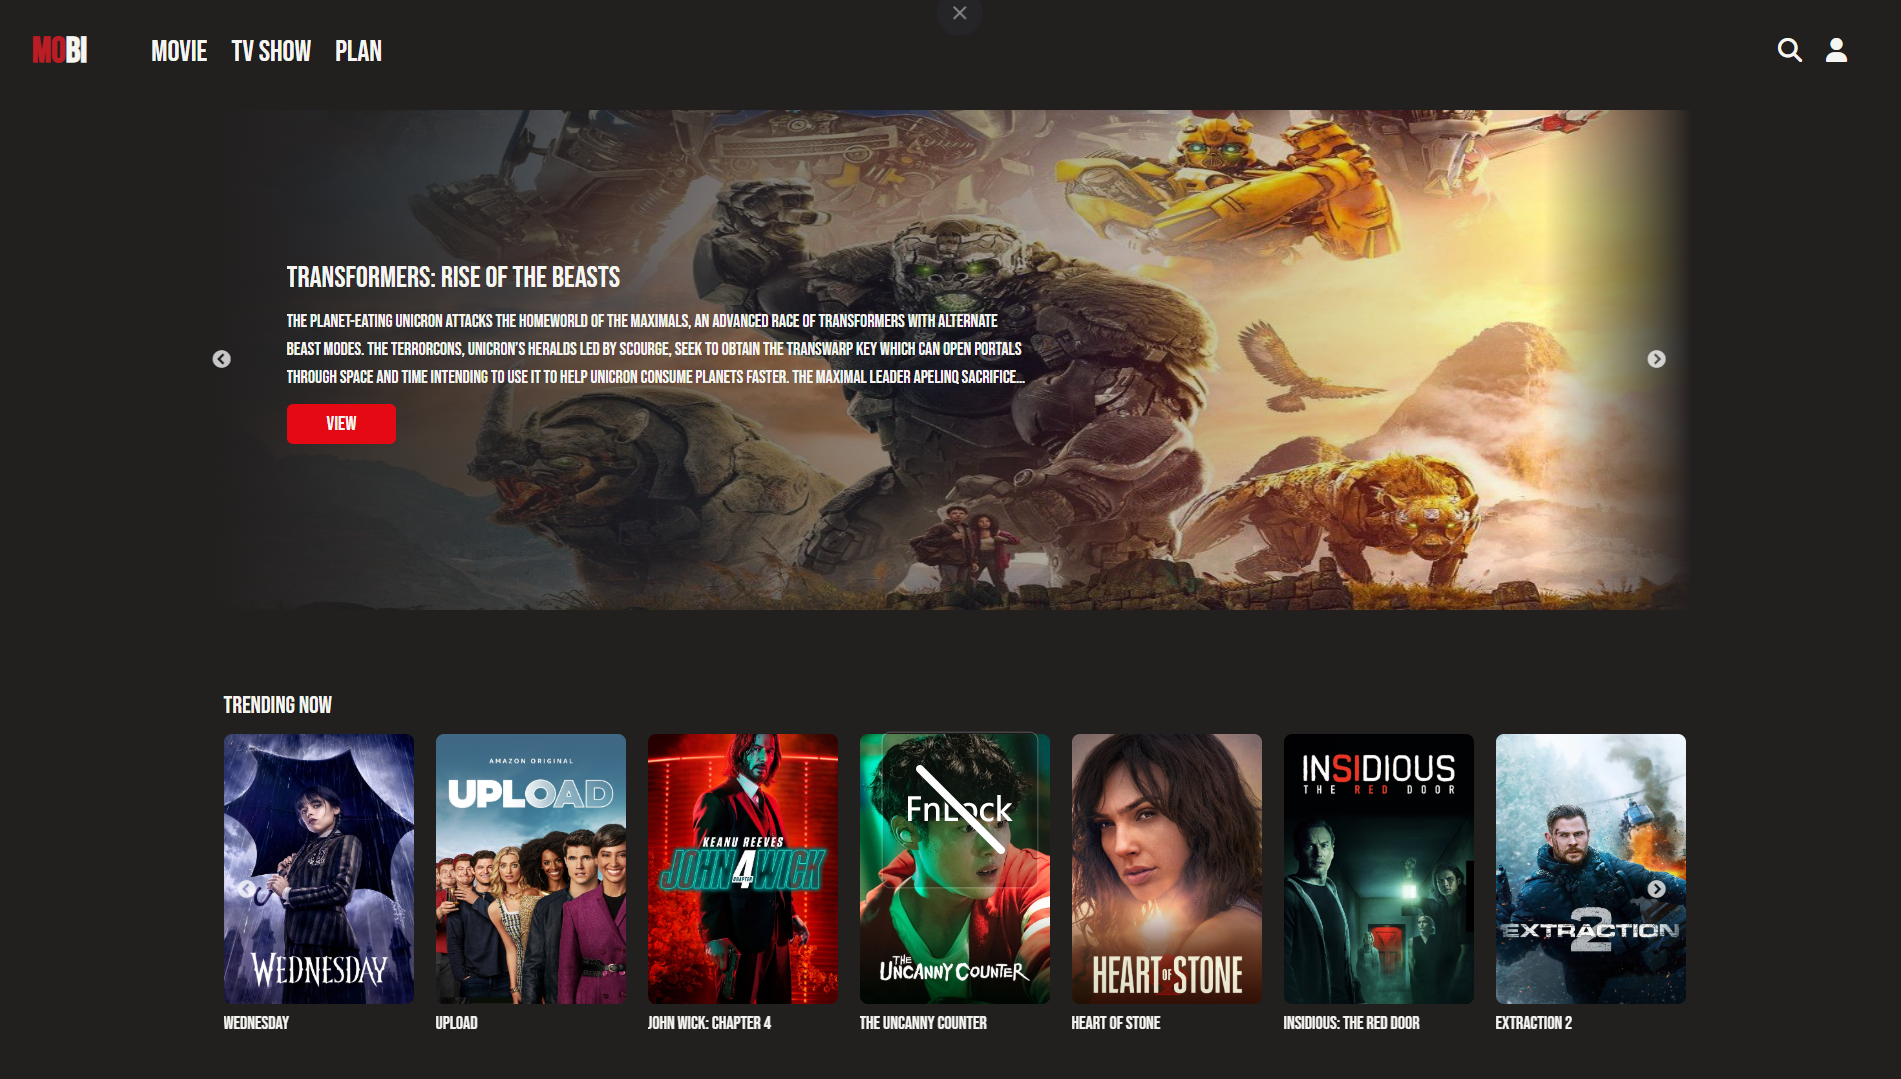 MOBI
MOVIE TV SHOW PLAN
TRANSFORMERS: RISE OF THE BEASTS
THE PLANET-EATING UNICRON ATTACKS THE HOMEWORLD OF THE MAXIMALS, AN ADVANCED RACE OF TRANSFORMERS WITH ALTERNATE
BEAST MODES. THE TERRORCONS, UNICRON'S HERALDS LED BY SCOURGE, SEEK TO OBTAIN THE TRANSWARP KEY WHICH CAN OPEN PORTALS
THROUGH SPACE AND TIME INTENDING TO USE IT TO HELP UNICRON CONSUME PLANETS FASTER. THE MAXIMAL LEADER APELINQ SACRIFICE...
VIEW
TRENDING NOW
WEDNESDAY
AMAZON ORIGINAL
UPLOAD
KEANU REEVES
JOHN WICK
4
CHAPTER
FnLock
THE
UNCANNY COUNTER
HEART OF STONE
INSIDIOUS
THE RED DOOR
EXTRACTION
2
WEDNESDAY
UPLOAD
JOHN WICK: CHAPTER 4
THE UNCANNY COUNTER
HEART OF STONE
INSIDIOUS: THE RED DOOR
EXTRACTION 2